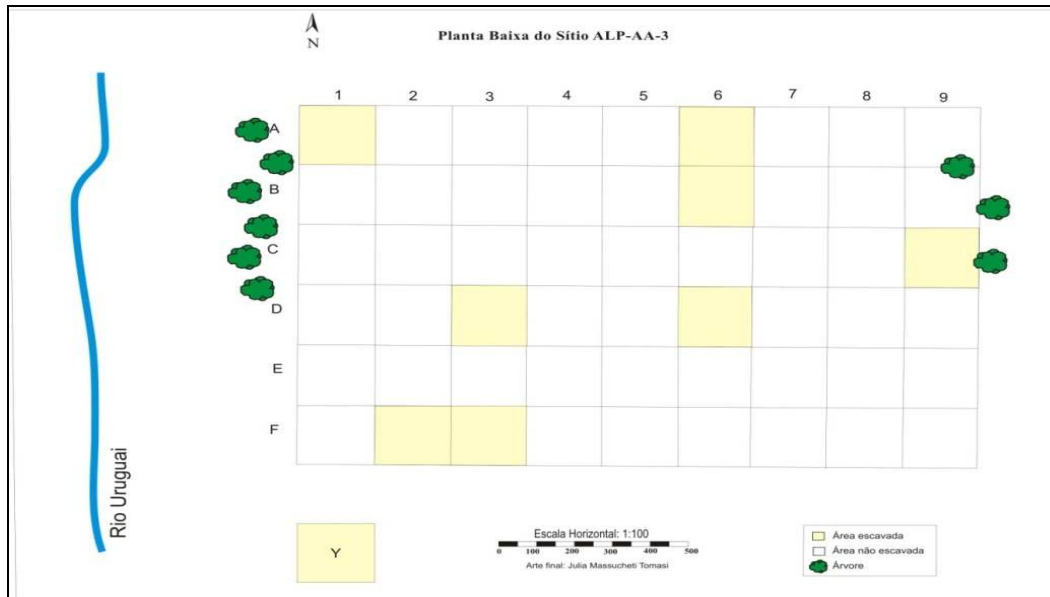 Planta Baixa do Sítio ALP-AA-3
N
1 2 3 4 5 6 7 8 9
A
B
C
D
E
F
Rio Uruguai
Y
Escala Horizontal: 1:100
0 100 200 300 400 500
Arte final: Julia Massucheti Tomasi
Área escavada
Área não escavada
Árvore